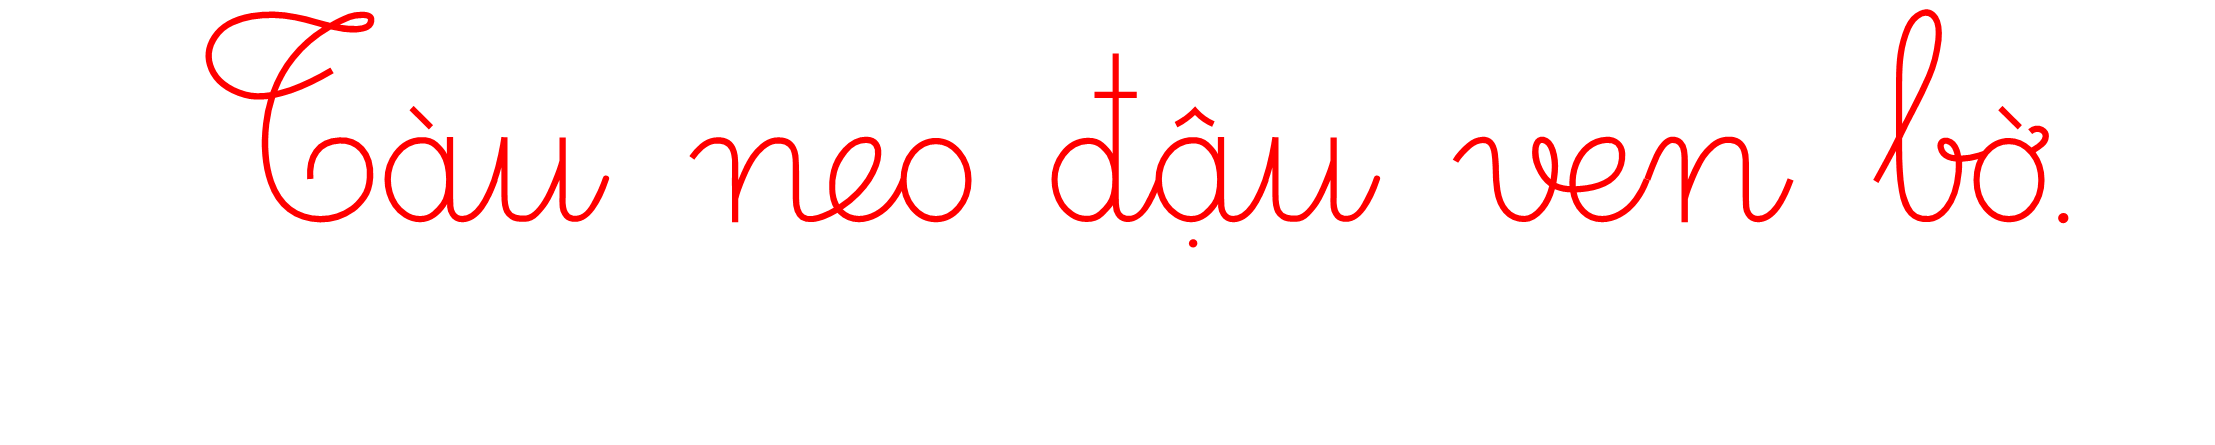 Tàu neo đậu ven bờ.